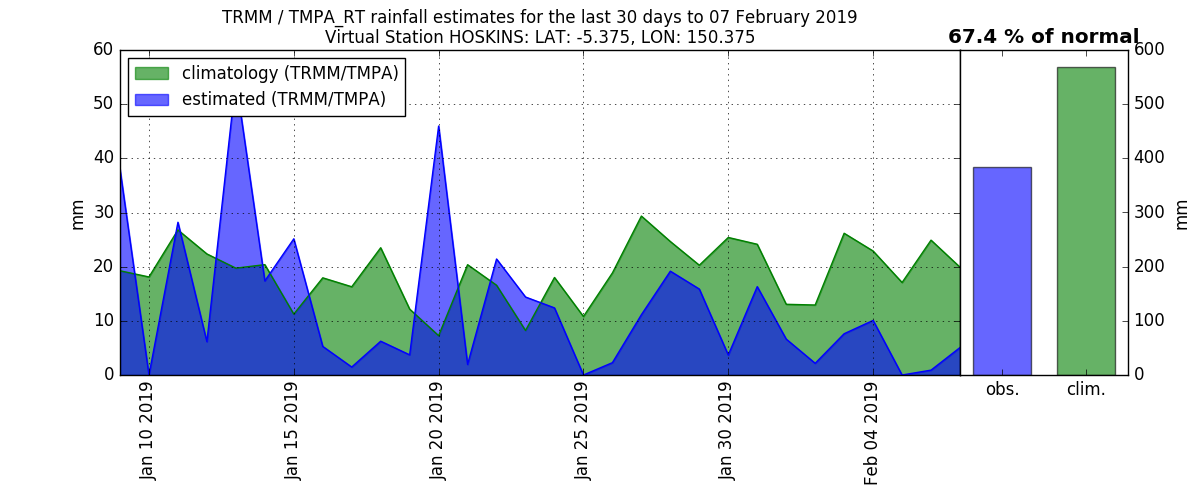 TRMM / TMPA_RT rainfall estimates for the last 30 days to 07 February 2019
Virtual Station HOSKINS: LAT: -5.375, LON: 150.375
67.4 % of normal
climatology (TRMM/TMPA)
estimated (TRMM/TMPA)
60
50
40
30
20
10
0
mm
Jan 10 2019
Jan 15 2019
Jan 20 2019
Jan 25 2019
Jan 30 2019
Feb 04 2019
obs.
clim.
600
500
400
300
200
100
0
mm